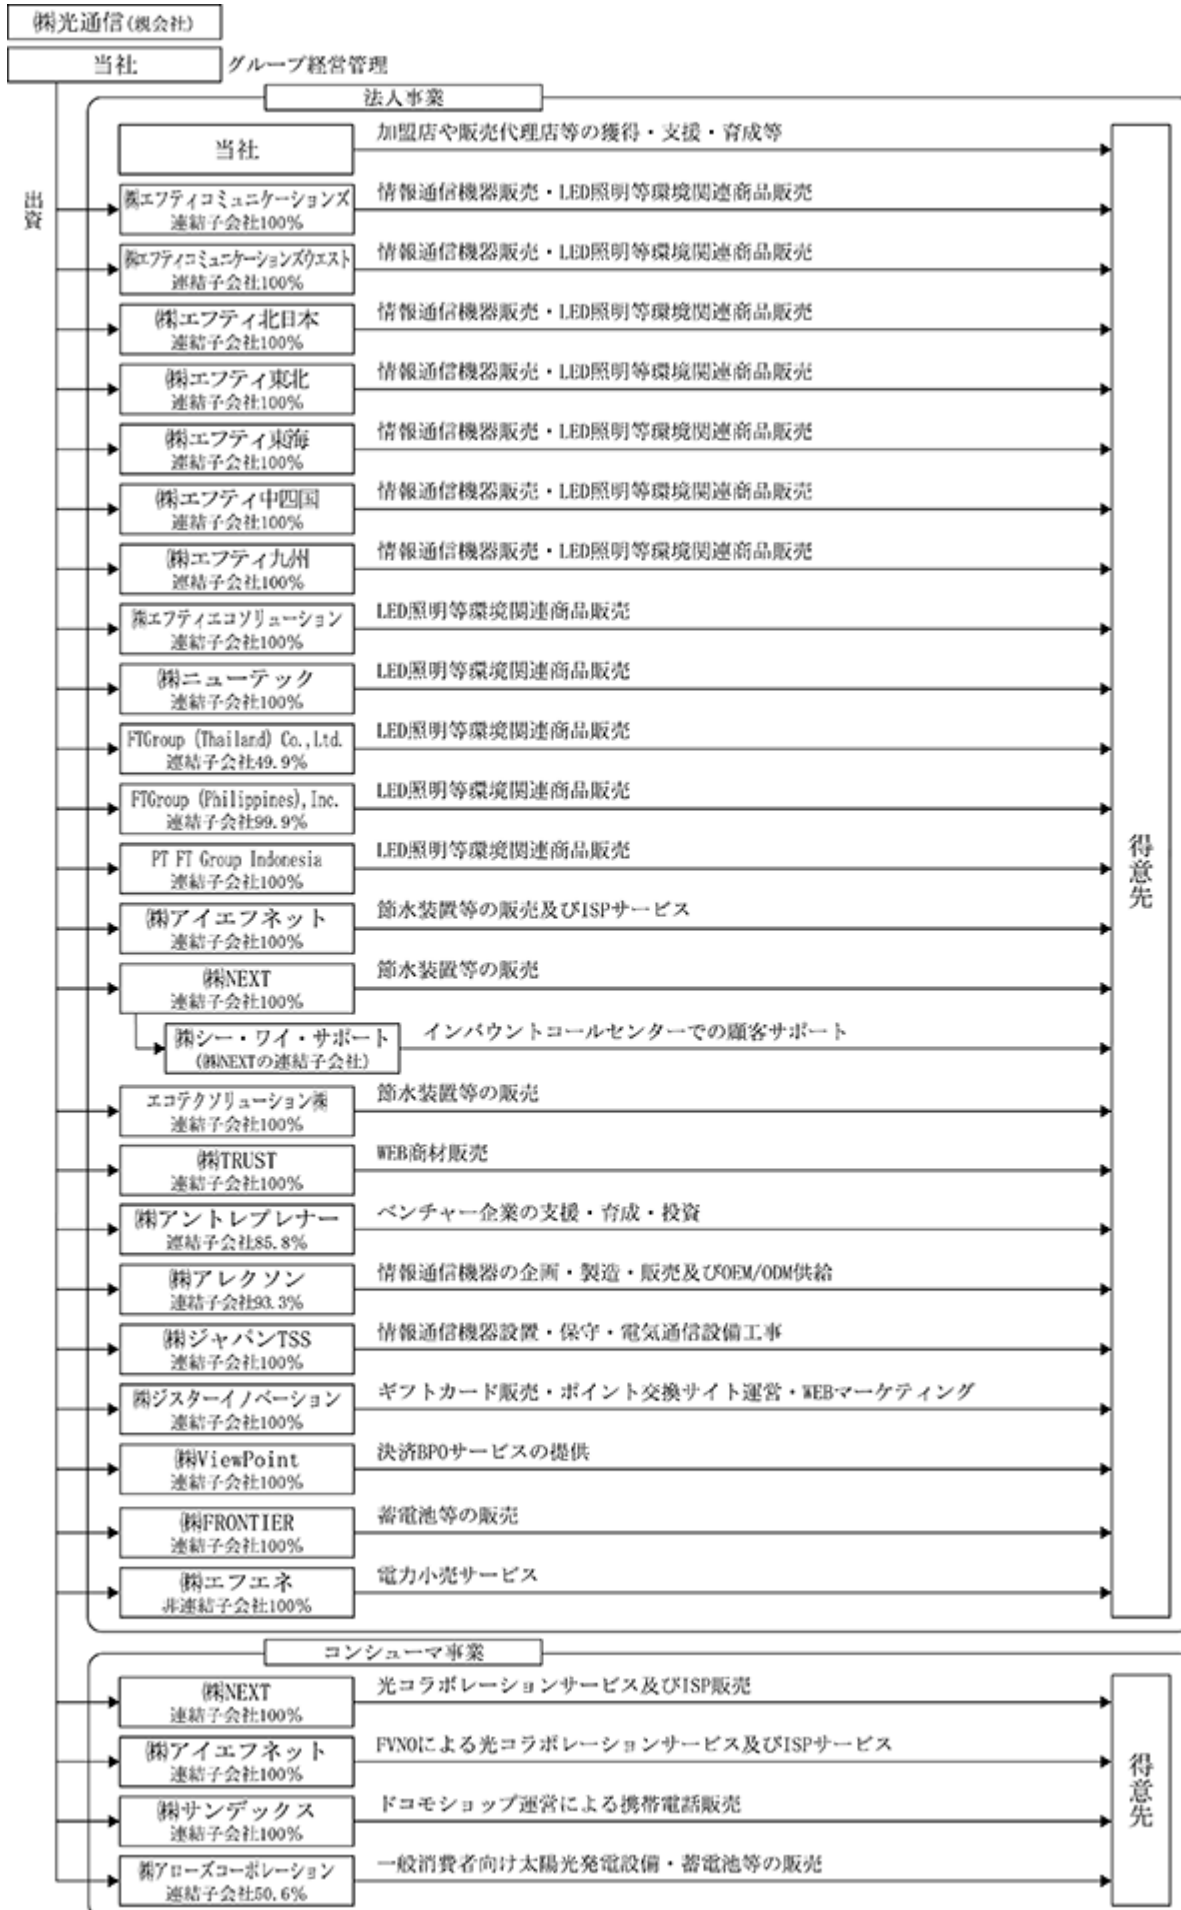 ㈱光通信(親会社)
当社 グループ経営管理
法人事業
出資
当社 加盟店や販売代理店等の獲得・支援・育成等
㈱エフティコミュニケーションズ 情報通信機器販売・LED照明等環境関連商品販売
連結子会社100%
㈱エフティコミュニケーションズウエスト 情報通信機器販売・LED照明等環境関連商品販売
連結子会社100%
㈱エフティ北日本 情報通信機器販売・LED照明等環境関連商品販売
連結子会社100%
㈱エフティ東北 情報通信機器販売・LED照明等環境関連商品販売
連結子会社100%
㈱エフティ東海 情報通信機器販売・LED照明等環境関連商品販売
連結子会社100%
㈱エフティ中四国 情報通信機器販売・LED照明等環境関連商品販売
連結子会社100%
㈱エフティ九州 情報通信機器販売・LED照明等環境関連商品販売
連結子会社100%
㈱エフティエコソリューション LED照明等環境関連商品販売
連結子会社100%
㈱ニューテック LED照明等環境関連商品販売
連結子会社100%
FTGroup (Thailand) Co.,Ltd. LED照明等環境関連商品販売
連結子会社49.9%
FTGroup (Philippines),Inc. LED照明等環境関連商品販売
連結子会社99.9%
PT FT Group Indonesia LED照明等環境関連商品販売
連結子会社100%
得意先
㈱アイエフネット 節水装置等の販売及びISPサービス
連結子会社100%
㈱NEXT 節水装置等の販売
連結子会社100%
㈱シー・ワイ・サポート インバウントコールセンターでの顧客サポート
(㈱NEXTの連結子会社)
エコテクソリューション㈱ 節水装置等の販売
連結子会社100%
㈱TRUST WEB商材販売
連結子会社100%
㈱アントレプレナー ベンチャー企業の支援・育成・投資
連結子会社85.8%
㈱アレクソン 情報通信機器の企画・製造・販売及びOEM/ODM供給
連結子会社93.3%
㈱ジャパンTSS 情報通信機器設置・保守・電気通信設備工事
連結子会社100%
㈱ジスターイノベーション ギフトカード販売・ポイント交換サイト運営・WEBマーケティング
連結子会社100%
㈱ViewPoint 決済BPOサービスの提供
連結子会社100%
㈱FRONTIER 蓄電池等の販売
連結子会社100%
㈱エフエネ 電力小売サービス
非連結子会社100%
コンシューマ事業
㈱NEXT 光コラボレーションサービス及びISP販売
連結子会社100%
㈱アイエフネット FVNOによる光コラボレーションサービス及びISPサービス
連結子会社100%
得意先
㈱サンデックス ドコモショップ運営による携帯電話販売
連結子会社100%
㈱アローズコーポレーション 一般消費者向け太陽光発電設備・蓄電池等の販売
連結子会社50.6%